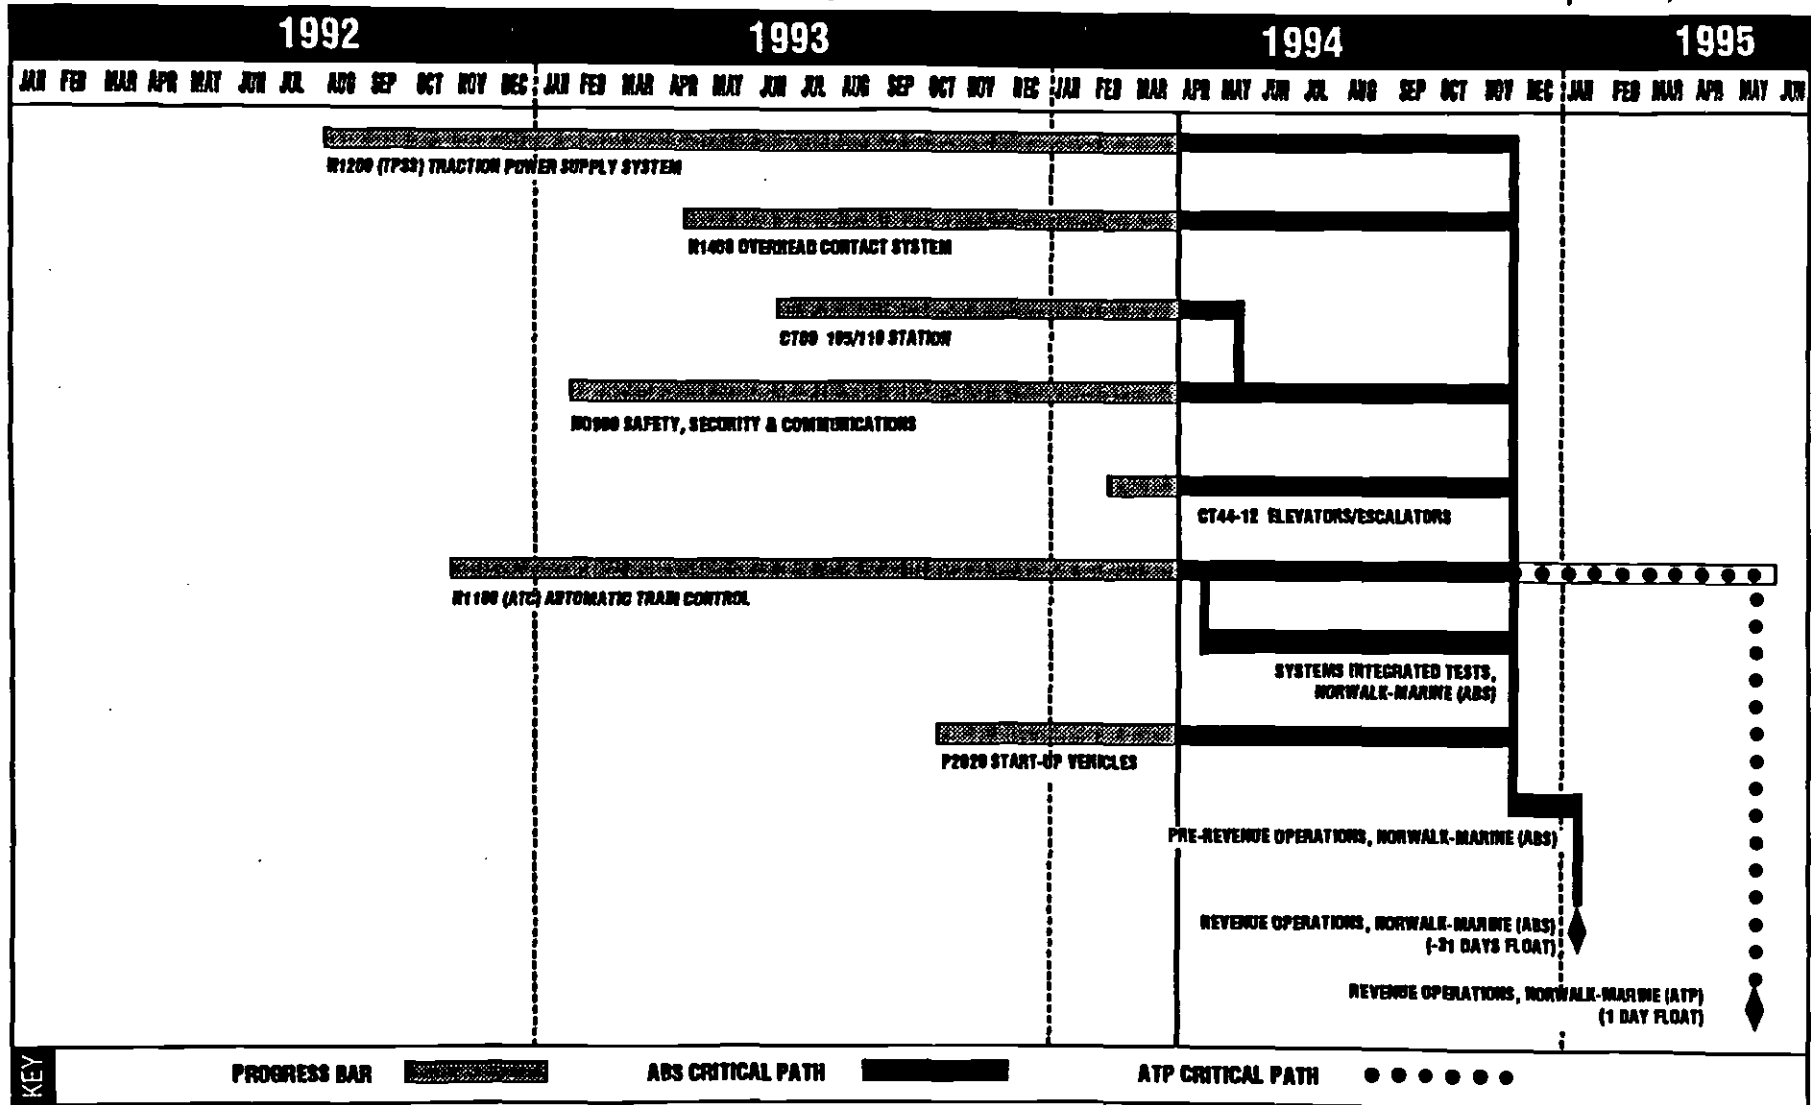 1992 1993 1994 1995
JAN FEB MAR APR MAY JUN JUL AUG SEP OCT NOV DEC JAN FEB MAR APR MAY JUN JUL AUG SEP OCT NOV DEC JAN FEB MAR APR MAY JUN JUL AUG SEP OCT NOV DEC JAN FEB MAR APR MAY JUN
(TPSS) TRACTION POWER SUPPLY SYSTEM
OVERHEAD CONTACT SYSTEM
105/110 STATION
SAFETY, SECURITY & COMMUNICATIONS
CT44-12 ELEVATORS/ESCALATORS
(ATC) AUTOMATIC TRAIN CONTROL
SYSTEMS INTEGRATED TESTS,
NORWALK-MARINE (ABS)
P2020 START-UP VEHICLES
PRE-REVENUE OPERATIONS, NORWALK-MARINE (ABS)
REVENUE OPERATIONS, NORWALK-MARINE (ABS)
DAYS FLOAT)
REVENUE OPERATIONS, NORWALK-MARINE (ATP)
(1 DAY FLOAT)
KEY
PROGRESS BAR ABS CRITICAL PATH ATP CRITICAL PATH